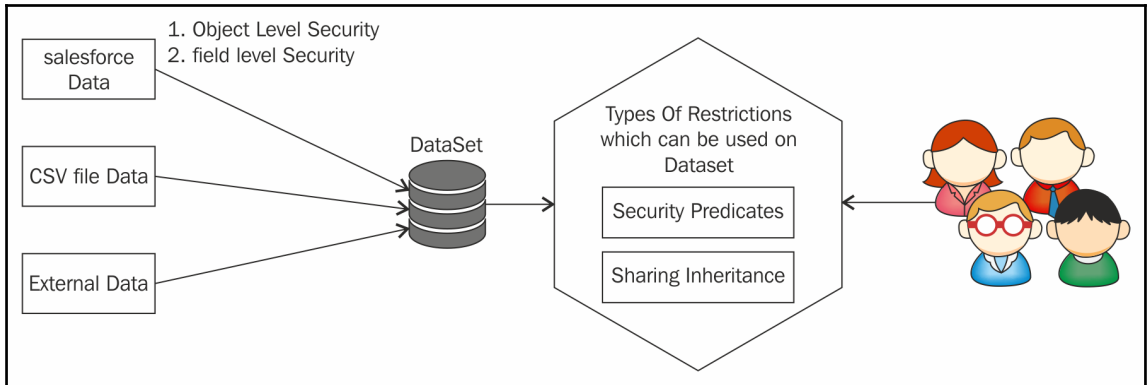 1. Object Level Security
2. field level Security
salesforce
Data
CSV file Data
External Data
DataSet
Types Of Restrictions
which can be used on
Dataset
Security Predicates
Sharing Inheritance